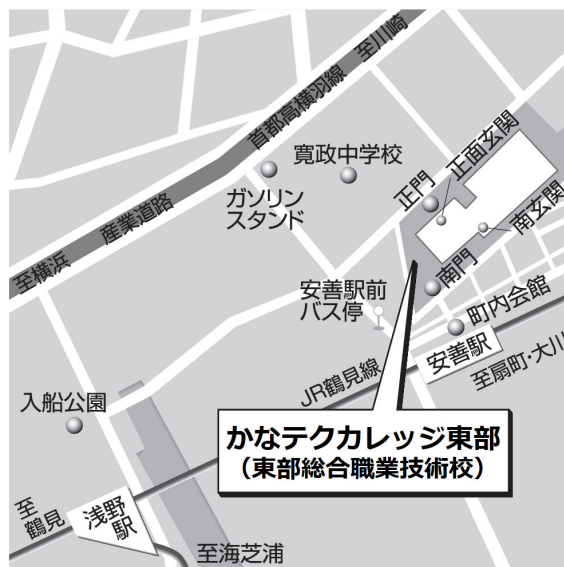 至川崎
首都高横羽線
産業道路
至横浜
寛政中学校
ガソリン
スタンド
正門
正面玄関
南玄関
南門
町内会館
安善駅前
バス停
安善駅
至扇町・大川
JR鶴見線
入船公園
かなテクカレッジ東部
(東部総合職業技術校)
至
鶴見
浅野
駅
至海芝浦